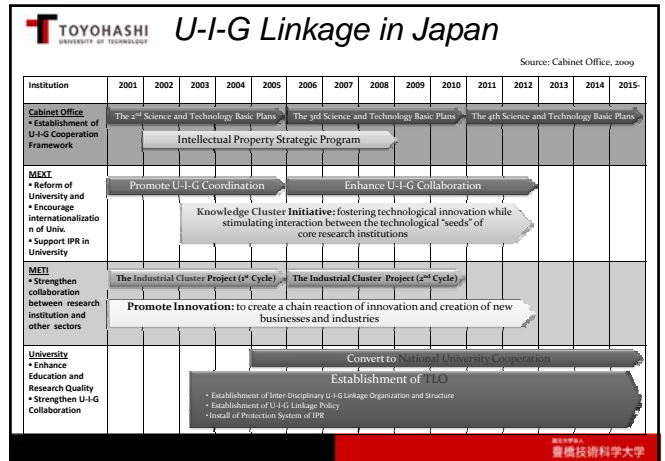 TOYOHASHI
UNIVERSITY OF TECHNOLOGY
U-I-G Linkage in Japan
Source: Cabinet Office, 2009
Institution 2001 2002 2003 2004 2005 2006 2007 2008 2009 2010 2011 2012 2013 2014 2015-
Cabinet Office
• Establishment of
U-I-G Cooperation
Framework
The 2nd Science and Technology Basic Plans
The 3rd Science and Technology Basic Plans
The 4th Science and Technology Basic Plans
Intellectual Property Strategic Program
MEXT
• Reform of
University and
• Encourage
internationalizatio
n of Univ.
• Support IPR in
University
Promote U-I-G Coordination
Enhance U-I-G Collaboration
Knowledge Cluster Initiative: fostering technological innovation while
stimulating interaction between the technological "seeds" of
core research institutions
METI
• Strengthen
collaboration
between research
institution and
other sectors
The Industrial Cluster Project (1st Cycle)
The Industrial Cluster Project (2nd Cycle)
Promote Innovation: to create a chain reaction of innovation and creation of new
businesses and industries
University
• Enhance
Education and
Research Quality
• Strengthen U-I-G
Collaboration
Convert to National University Cooperation
Establishment of TLO
• Establishment of Inter-Disciplinary U-I-G Linkage Organization and Structure
• Establishment of U-I-G Linkage Policy
• Install of Protection System of IPR
国立大学法人
豊橋技術科学大学